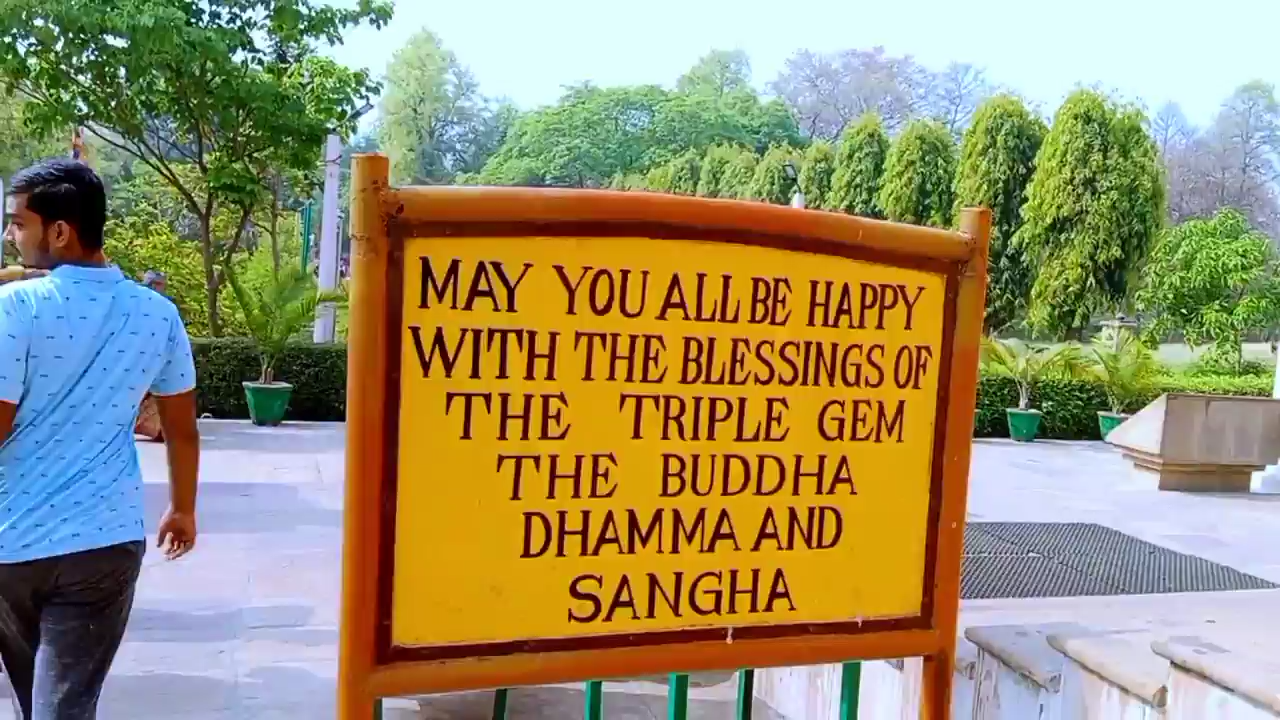 MAY YOU ALL BE HAPPY
WITH THE BLESSINGS OF
THE TRIPLE GEM
THE BUDDHA
DHAMMA AND
SANGHA